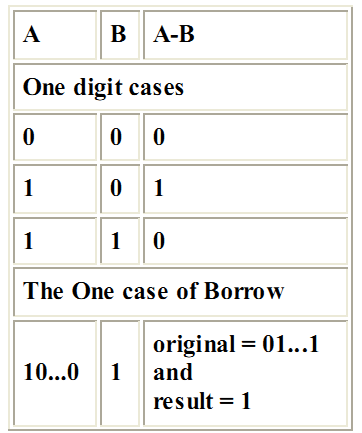 A B A-B
One digit cases
0 0 0
1 0 1
1 1 0
The One case of Borrow
original = 01...1
10...0 1 and
result = 1